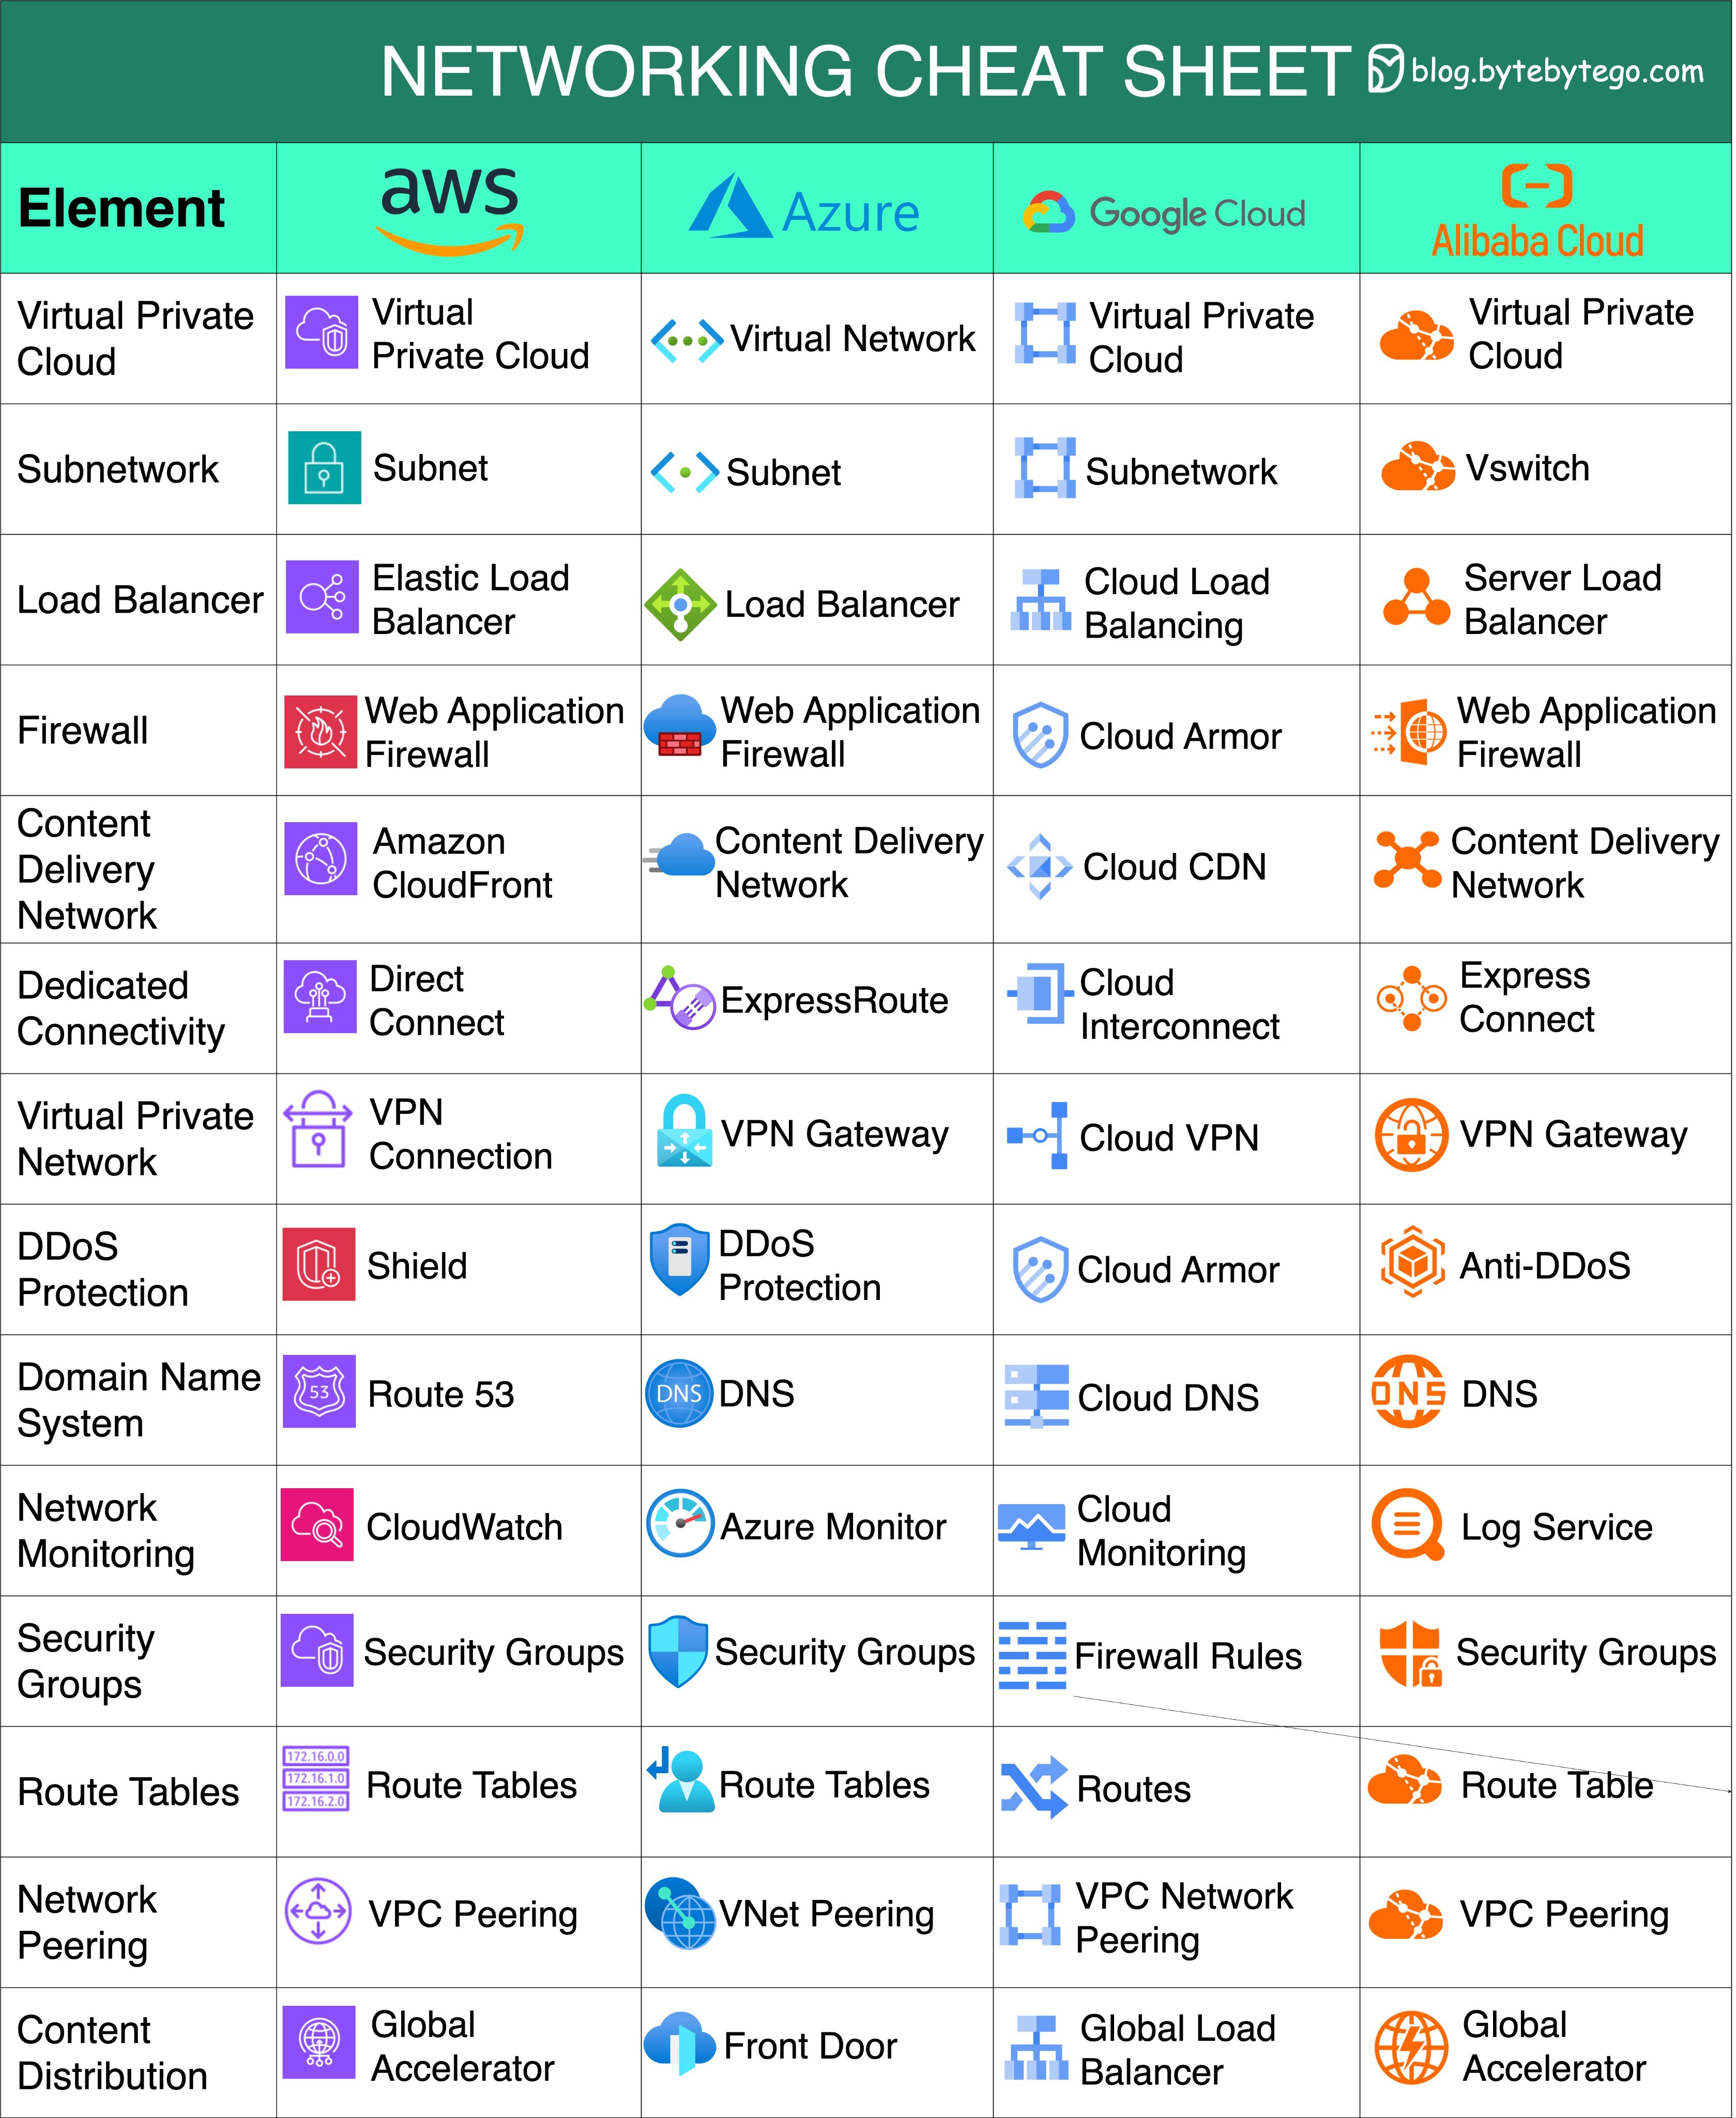 NETWORKING CHEAT SHEET blog.bytebytego.com
Element
aws
Azure
Google Cloud
Alibaba Cloud
Virtual Private
Cloud
Virtual
Private Cloud
Virtual Network
Virtual Private
Cloud
Virtual Private
Cloud
Subnetwork
Subnet
Subnet
Subnetwork
Vswitch
Load Balancer
Elastic Load
Balancer
Load Balancer
Cloud Load
Balancing
Server Load
Balancer
Firewall
Web Application
Firewall
Web Application
Firewall
Cloud Armor
Web Application
Firewall
Content
Delivery
Network
Amazon
CloudFront
Content Delivery
Network
Cloud CDN
Content Delivery
Network
Dedicated
Connectivity
Direct
Connect
ExpressRoute
Cloud
Interconnect
Express
Connect
Virtual Private
Network
VPN
Connection
VPN Gateway
Cloud VPN
VPN Gateway
DDoS
Protection
Shield
DDoS
Protection
Cloud Armor
Anti-DDoS
Domain Name
System
53
Route 53
DNS
DNS
Cloud DNS
DNS
DNS
Network
Monitoring
CloudWatch
Azure Monitor
Cloud
Monitoring
Log Service
Security
Groups
Security Groups
Security Groups
Firewall Rules
Security Groups
Route Tables
172.16.0.0
172.16.1.0
172.16.2.0
Route Tables
Route Tables
Routes
Route Table
Network
Peering
VPC Peering
VNet Peering
VPC Network
Peering
VPC Peering
Content
Distribution
Global
Accelerator
Front Door
Global Load
Balancer
Global
Accelerator